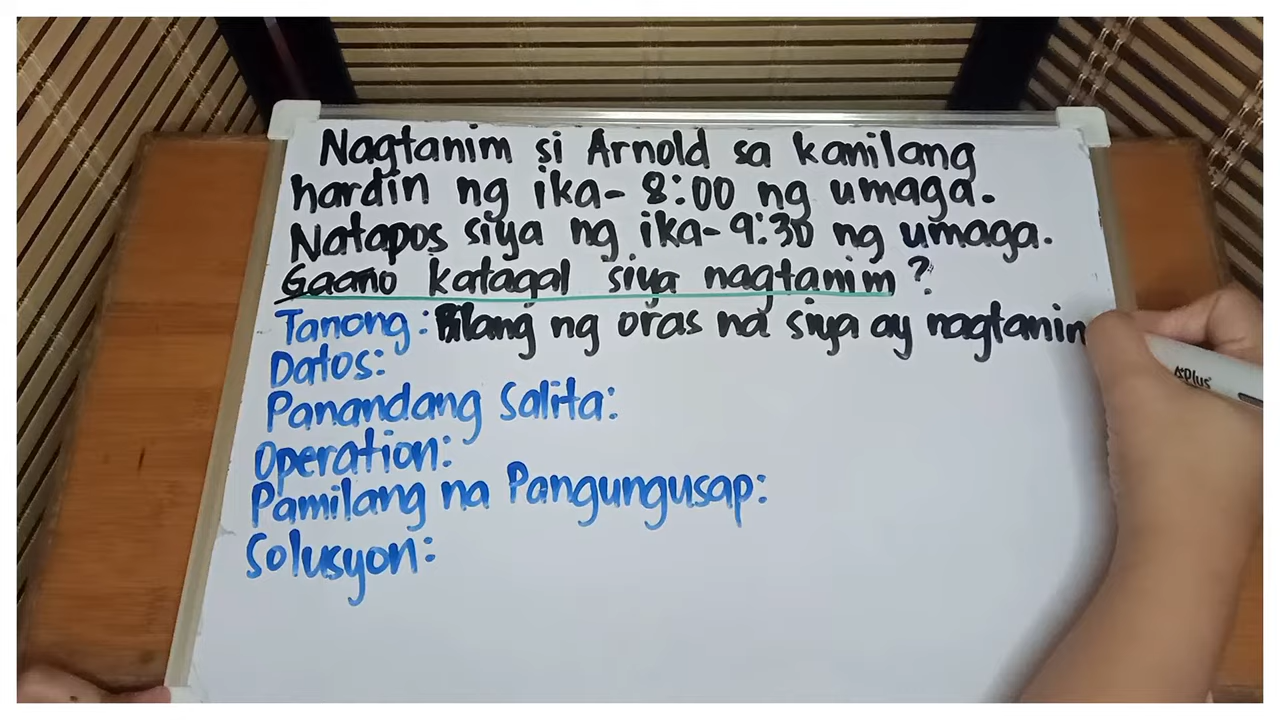 Nagtanim si Arnold sa kanilang
hardin ng ika- 8:00 ng umaga.
Natapos siya ng ika- 9:30 ng umaga.
Gaano katagal siya nagtanim?
Tanong: Bilang ng oras na siya ay nagtanim
Datos:
Panandang Salita:
Operation:
Pamilang na Pangungusap:
Solusyon:
AsPlus